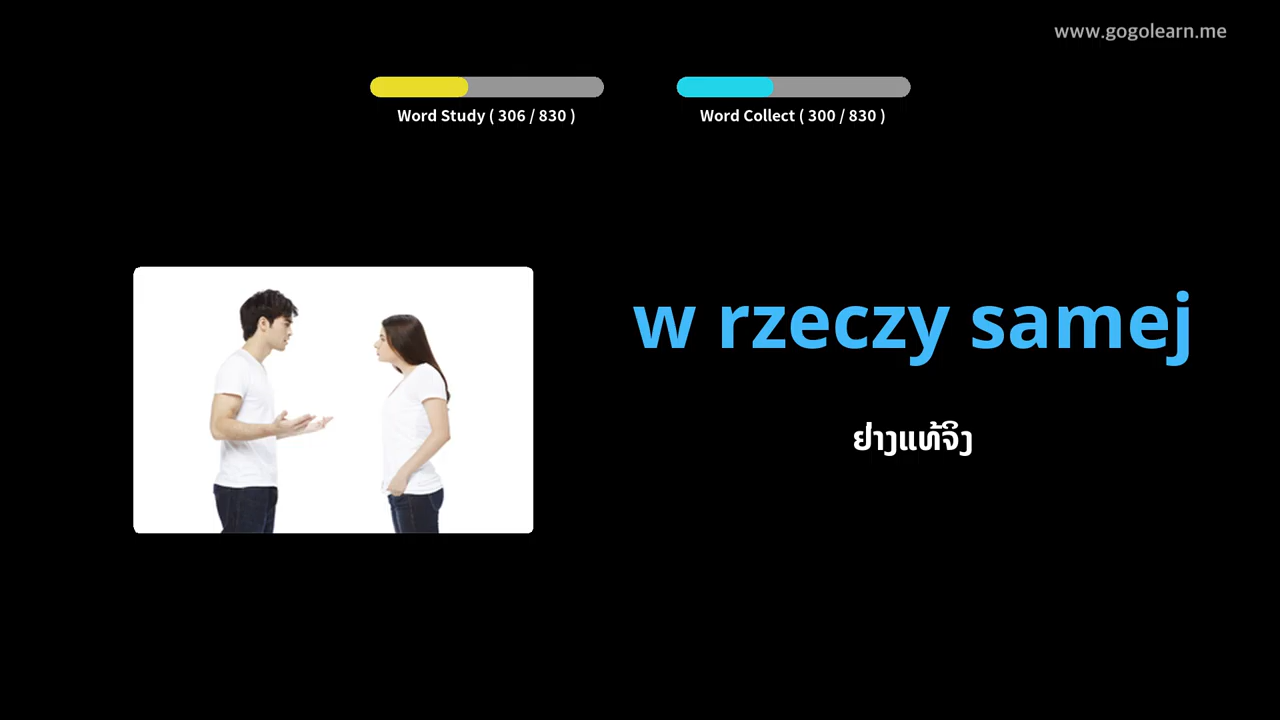 www.gogolearn.me
Word Study ( 306 / 830 )
Word Collect ( 300 / 830 )
w rzeczy samej
ຢ່າງແທ້ຈິງ